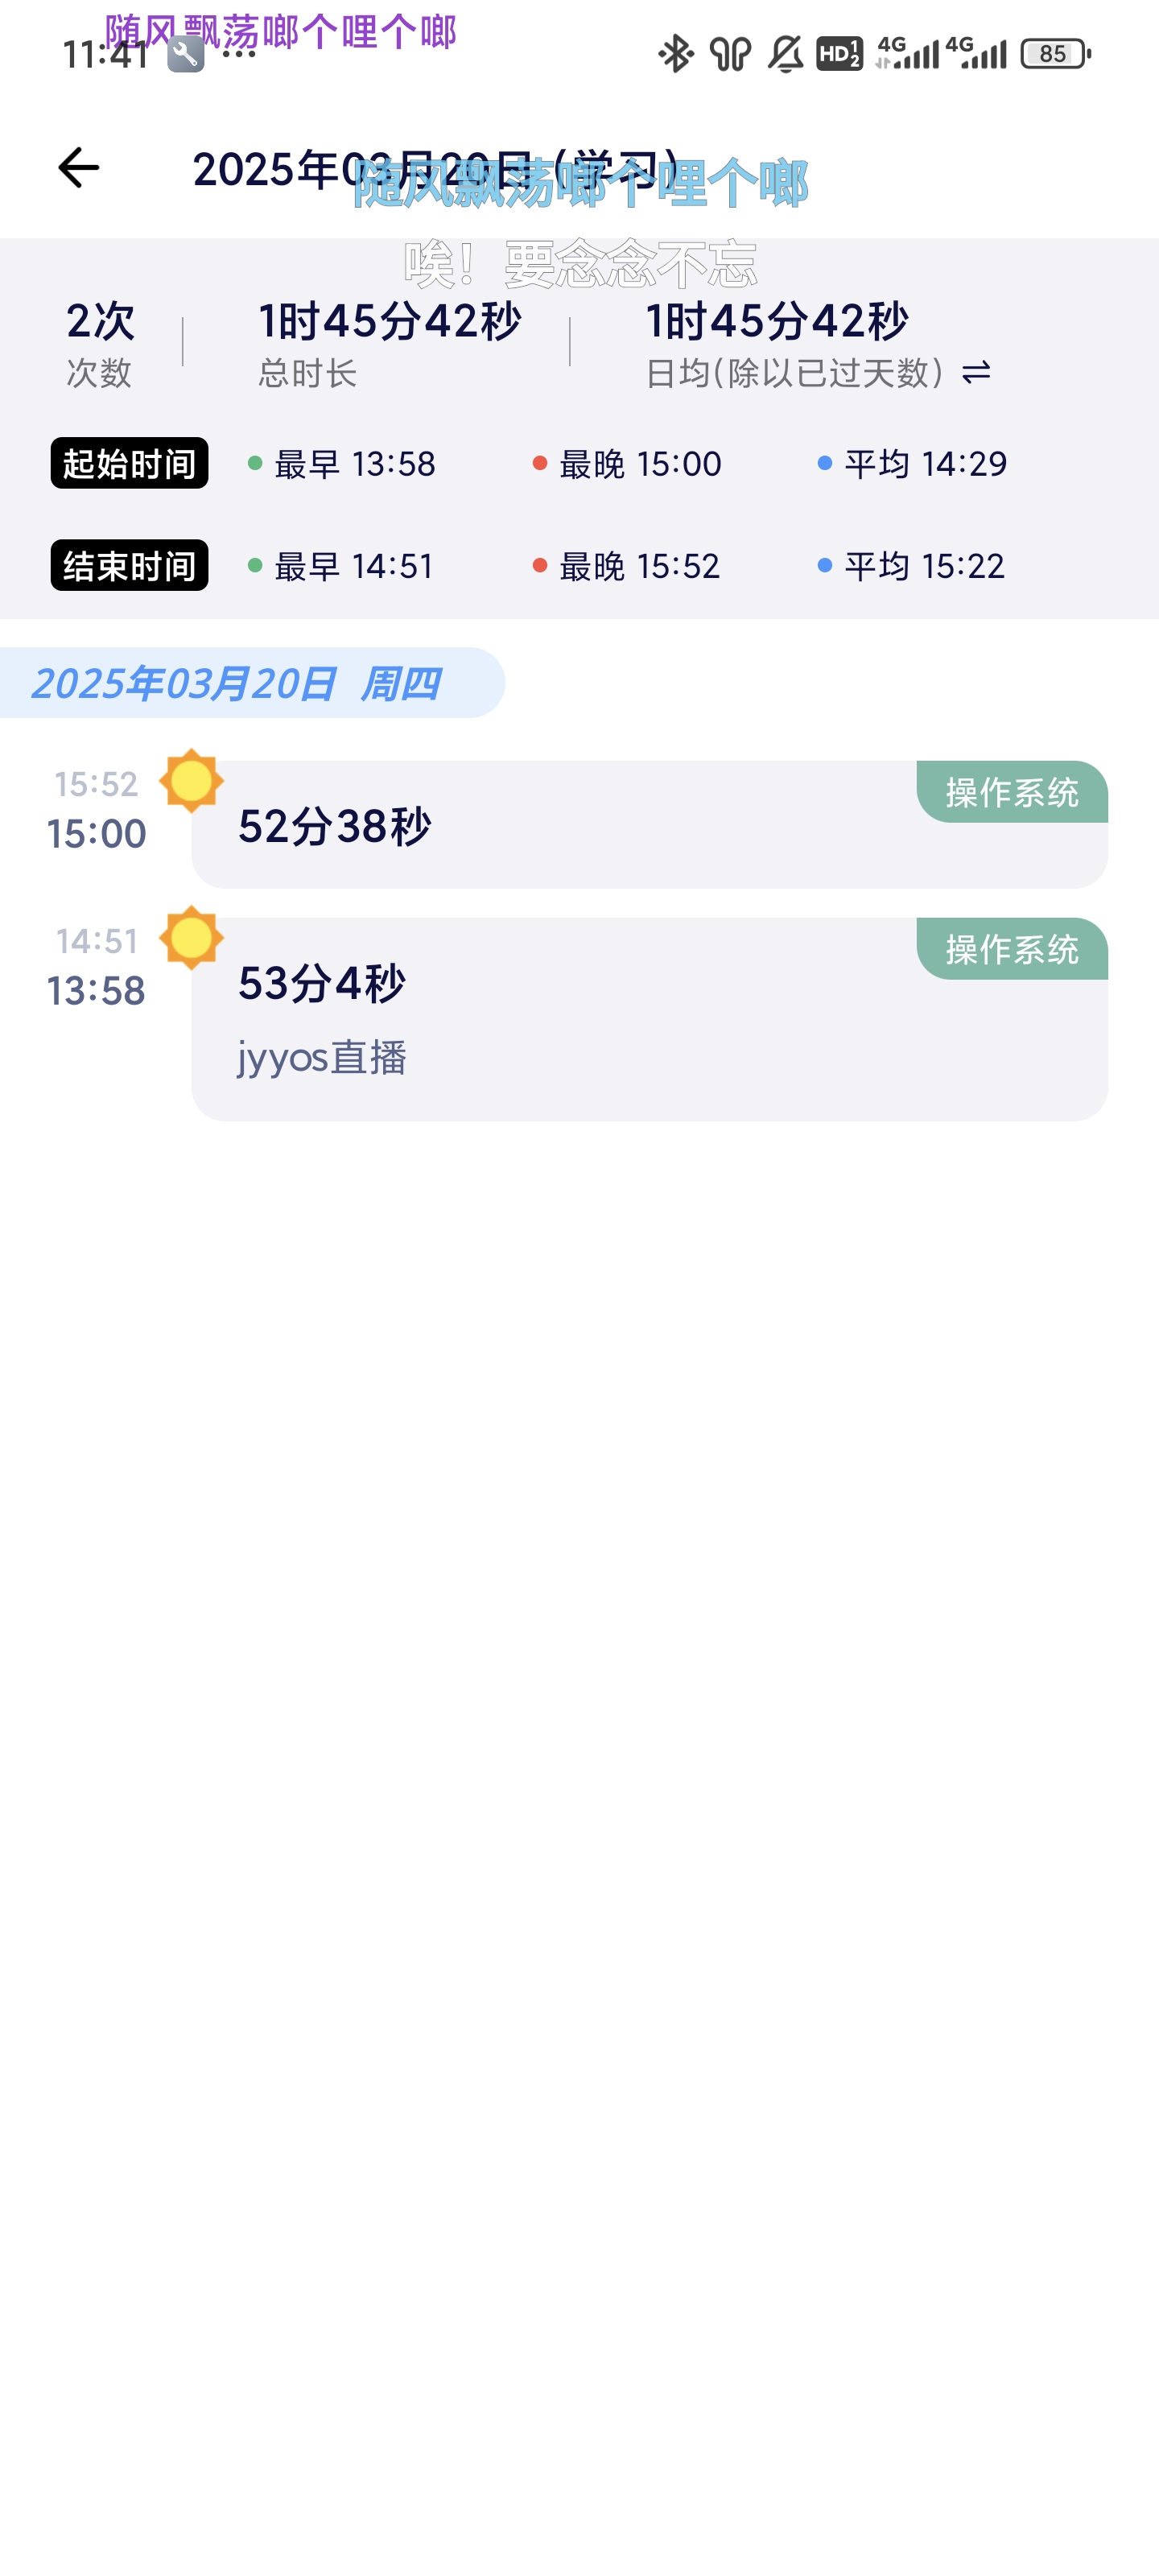 随风飘荡啷个哩个啷
11:41 ··· HD 1 2 4G 4G 85
2025年03月20日 (学习)
随风飘荡啷个哩个啷
唉！要念念不忘
2次 1时45分42秒 1时45分42秒
次数 总时长 日均(除以已过天数) ⇌
起始时间 最早 13:58 最晚 15:00 平均 14:29
结束时间 最早 14:51 最晚 15:52 平均 15:22
2025年03月20日 周四
15:52 操作系统
15:00 52分38秒
14:51 操作系统
13:58 53分4秒
jyyos直播